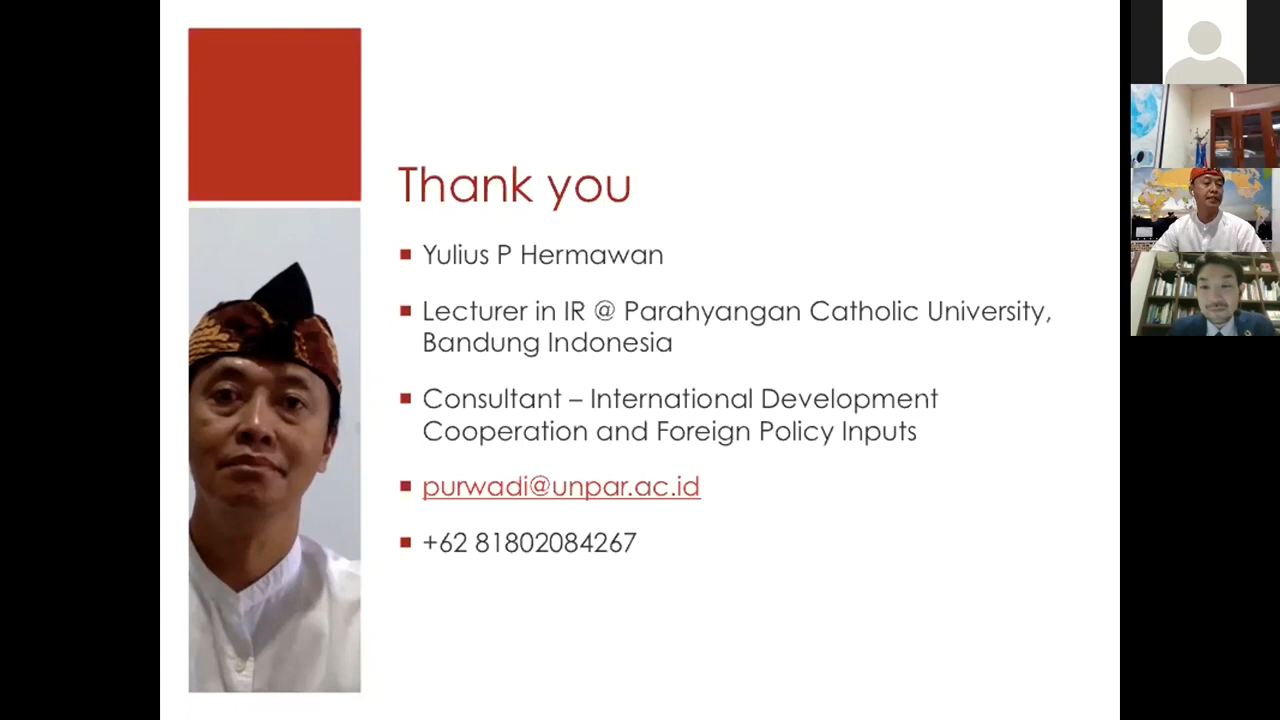 Thank you
Yulius P Hermawan
Lecturer in IR @ Parahyangan Catholic University,
Bandung Indonesia
Consultant – International Development
Cooperation and Foreign Policy Inputs
purwadi@unpar.ac.id
+62 81802084267